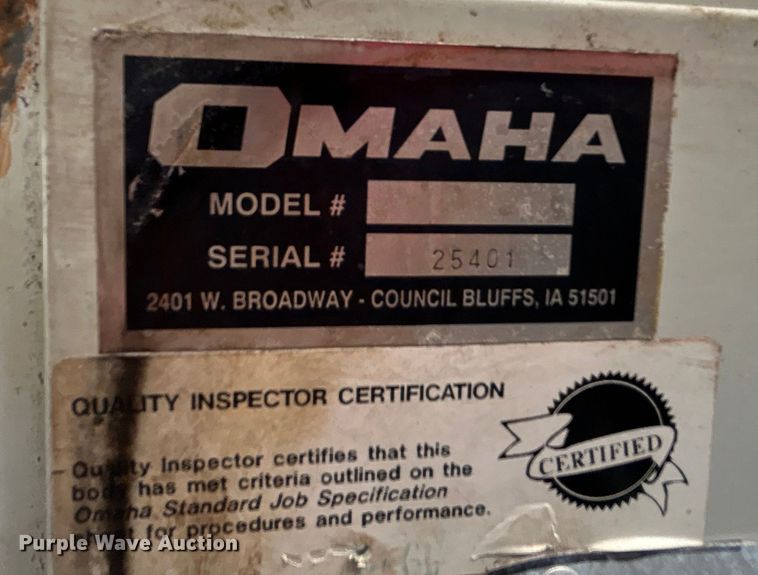 OMAHA
MODEL #
SERIAL # 25401
2401 W. BROADWAY - COUNCIL BLUFFS, IA 51501
QUALITY INSPECTOR CERTIFICATION
Quality Inspector certifies that this
body has met criteria outlined on the
Omaha Standard Job Specification
for procedures and performance.
CERTIFIED
Purple Wave Auction